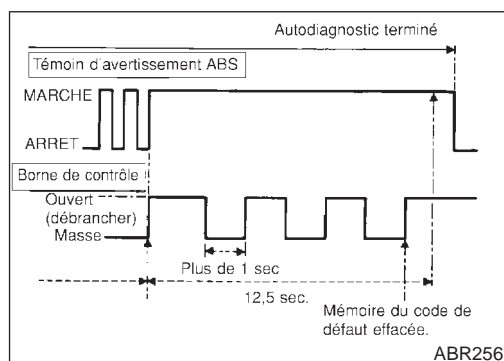 Autodiagnostic terminé
Témoin d'avertissement ABS
MARCHE
ARRET
Borne de contrôle
Ouvert
(débrancher)
Masse
Plus de 1 sec
12,5 sec.
Mémoire du code de
défaut effacée.
ABR256